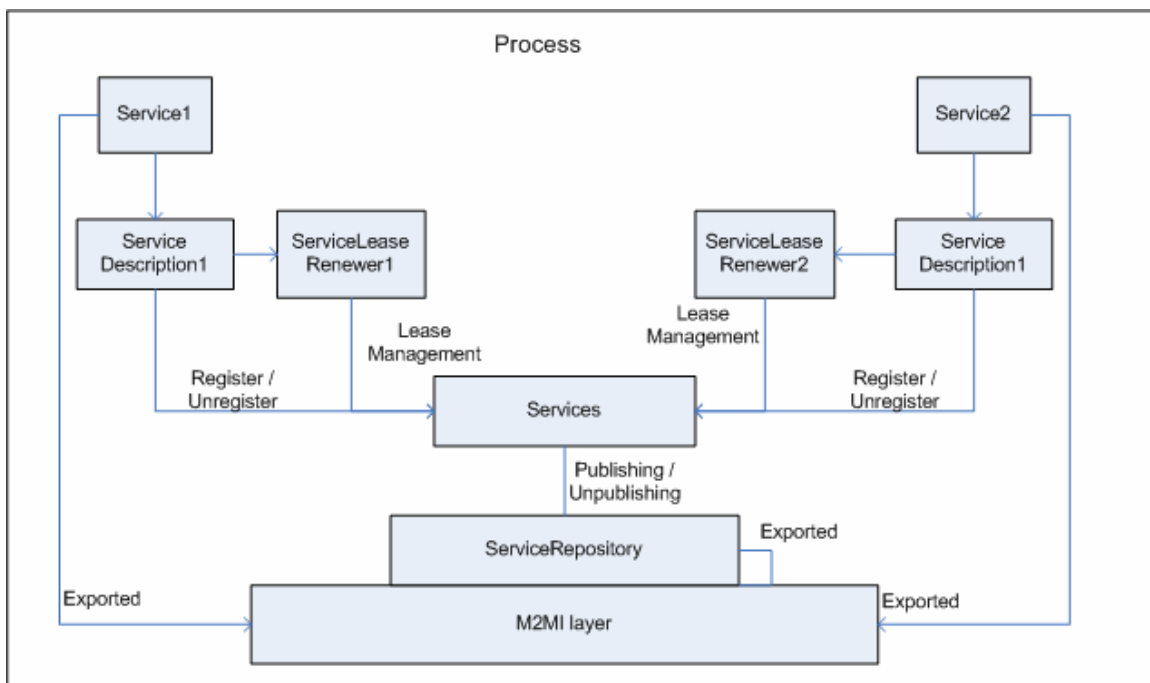 Process
Service1
Service2
Service
Description1
ServiceLease
Renewer1
ServiceLease
Renewer2
Service
Description1
Lease
Management
Lease
Management
Register /
Unregister
Services
Register /
Unregister
Publishing /
Unpublishing
ServiceRepository
Exported
Exported
M2MI layer
Exported